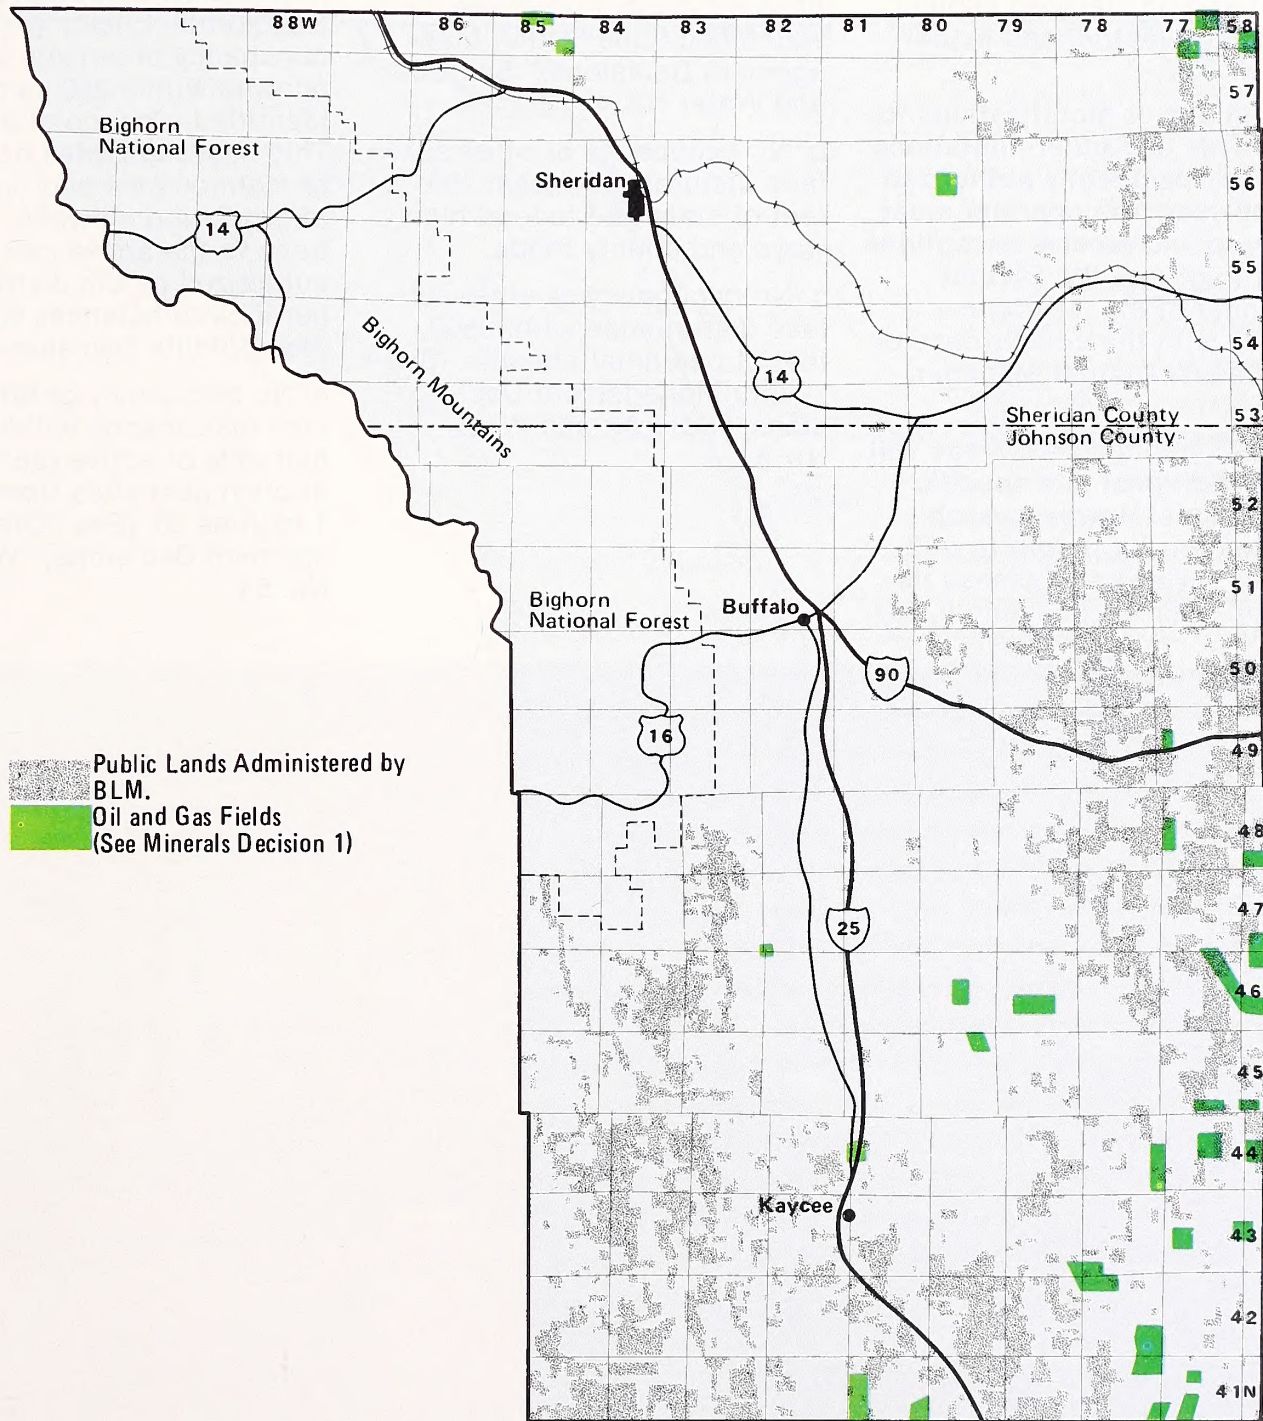 88W 86 85 84 83 82 81 80 79 78 77 58
57
Bighorn
National Forest
Sheridan
56
14
55
54
Bighorn Mountains
14
Sheridan County
53
Johnson County
52
51
Bighorn
National Forest
Buffalo
50
90
16
49
Public Lands Administered by
BLM.
Oil and Gas Fields
(See Minerals Decision 1)
48
47
25
46
45
44
Kaycee
43
42
41N